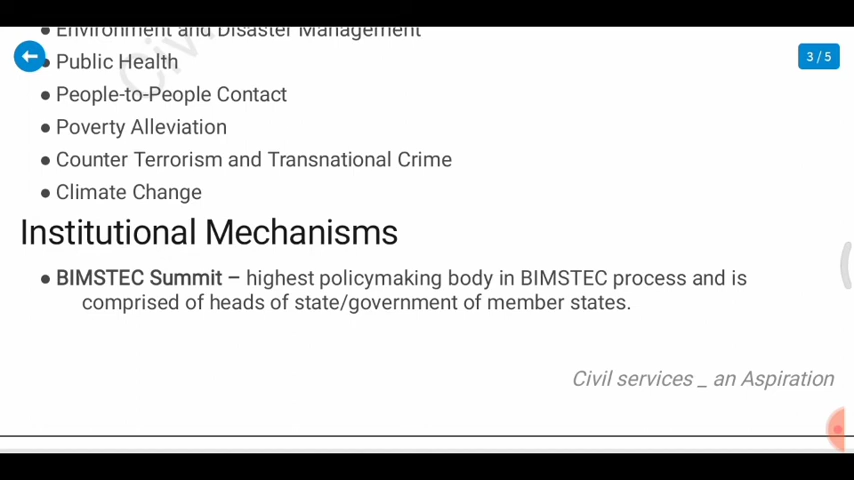 ● Environment and Disaster Management
● Public Health
3 / 5
● People-to-People Contact
● Poverty Alleviation
● Counter Terrorism and Transnational Crime
● Climate Change
Institutional Mechanisms
● BIMSTEC Summit – highest policymaking body in BIMSTEC process and is
comprised of heads of state/government of member states.
Civil services _ an Aspiration